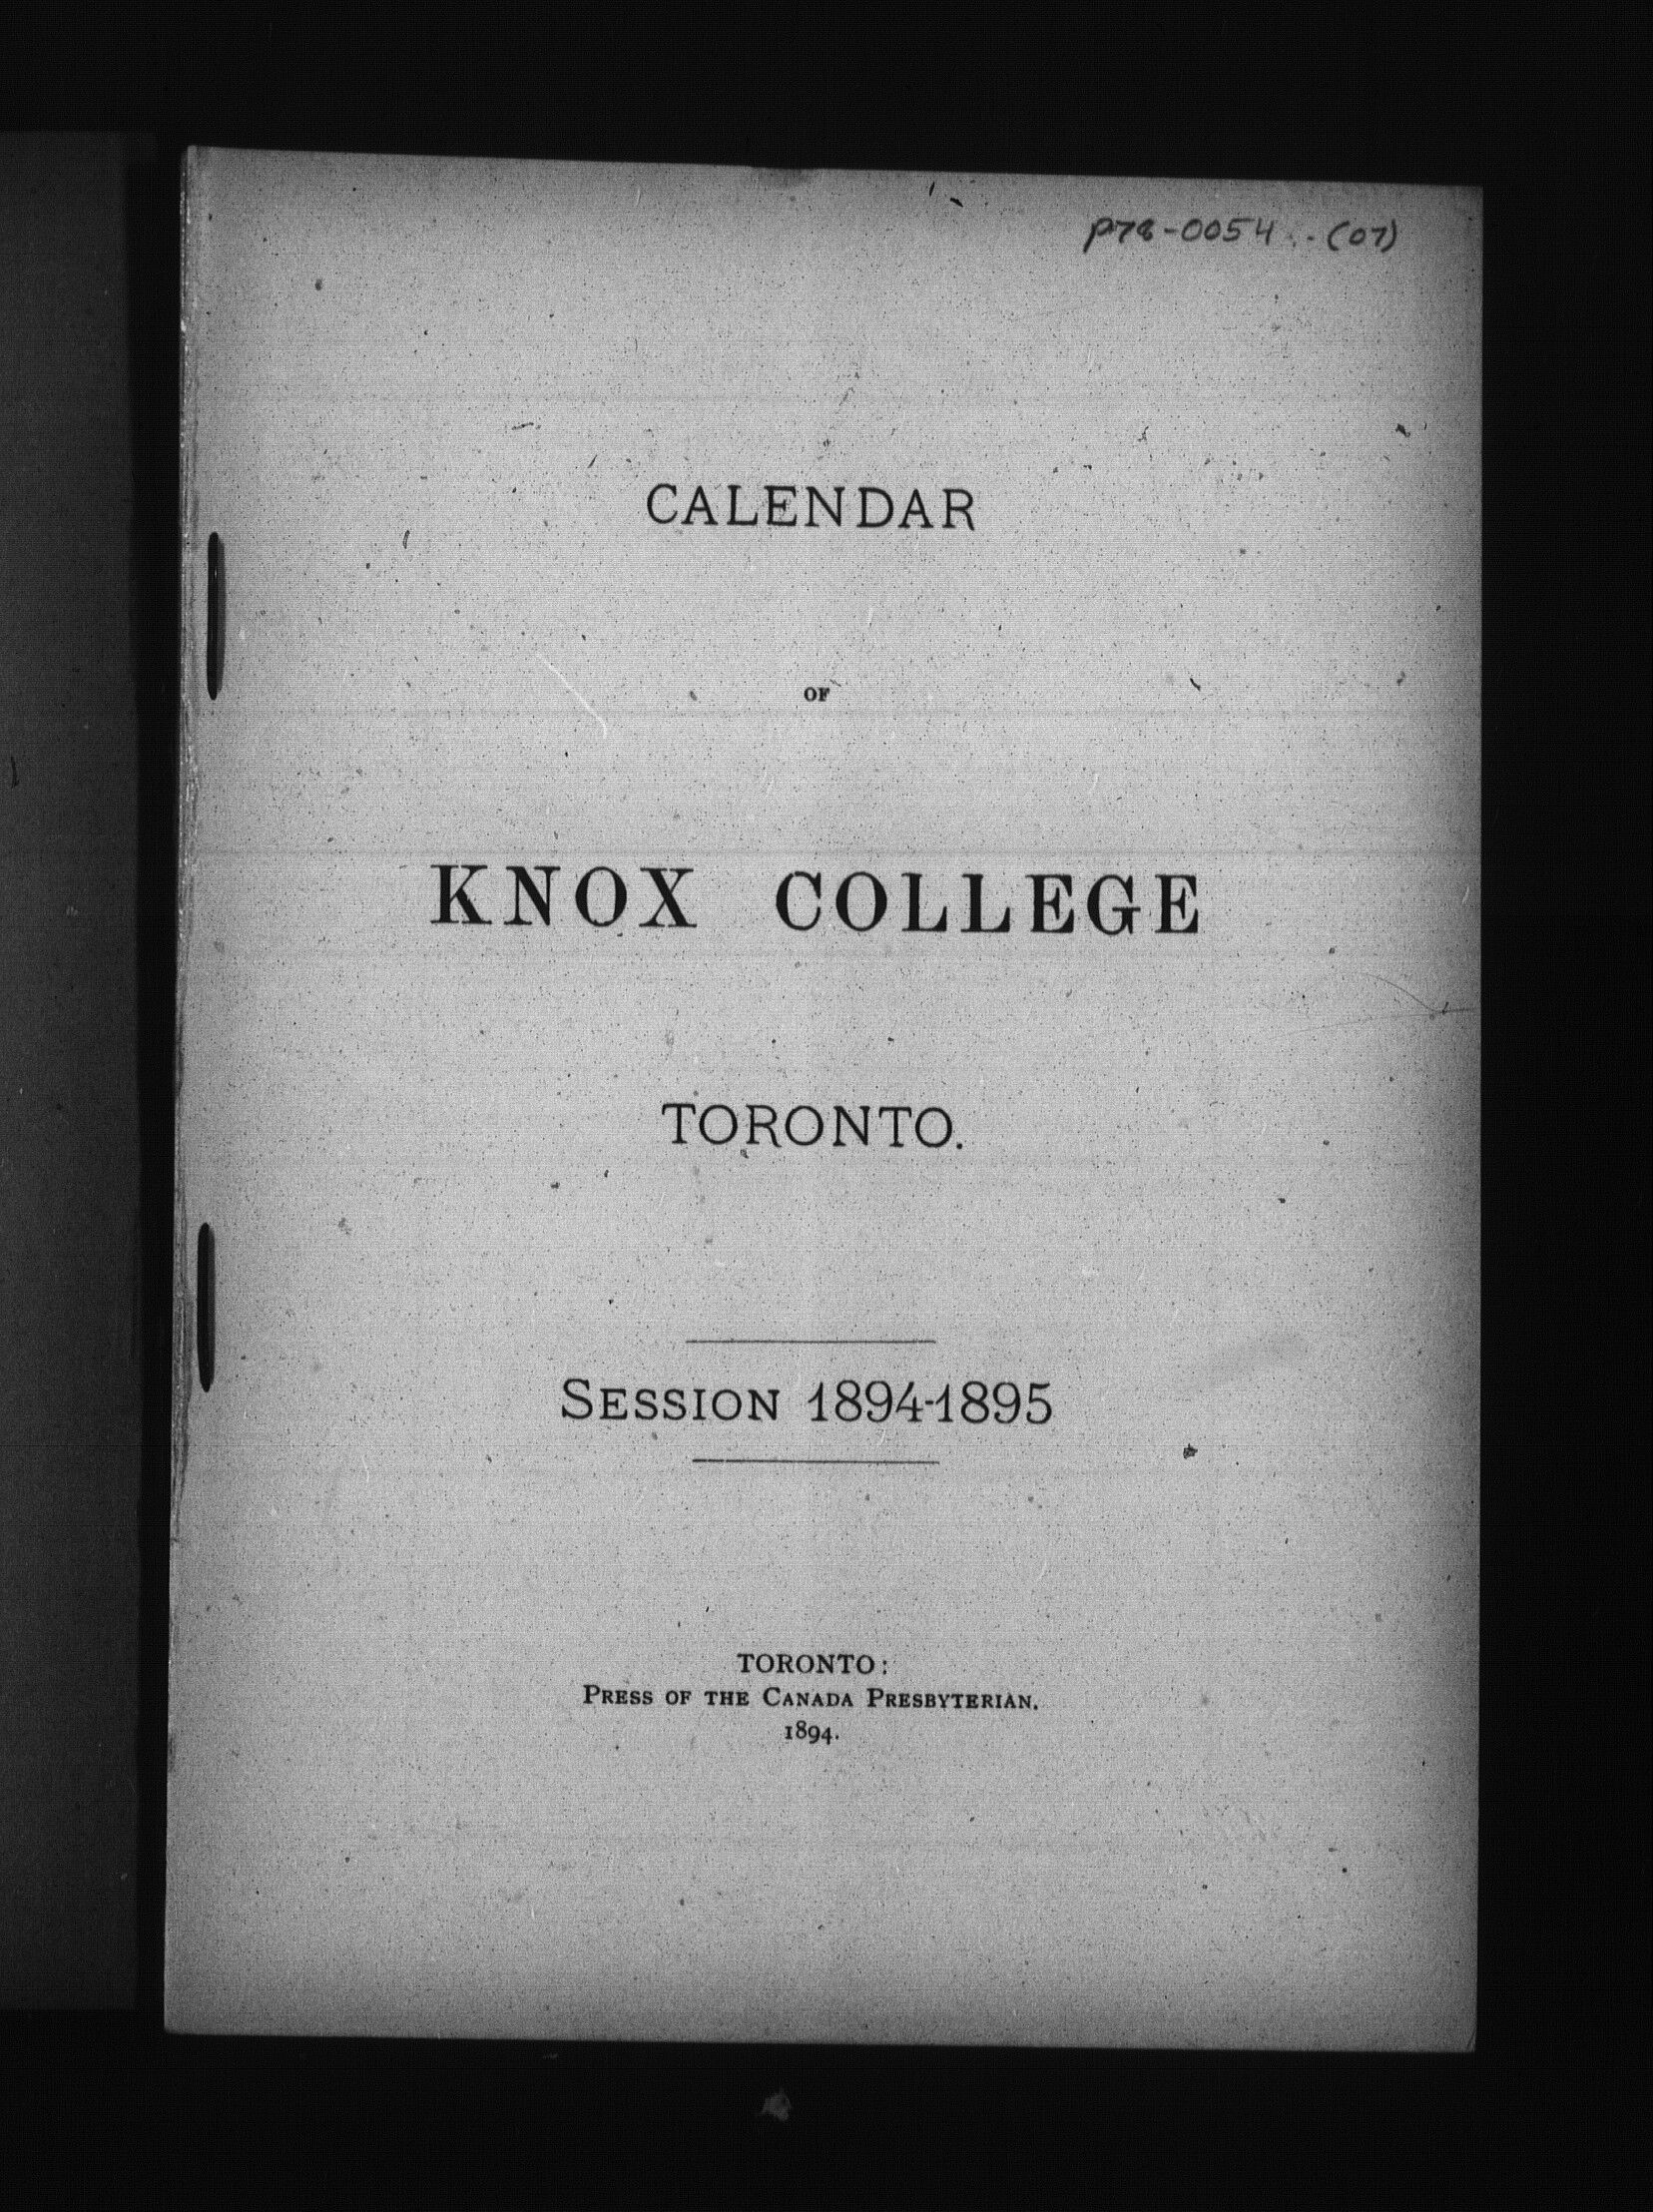 P78-0054 . . (07)
CALENDAR
OF
KNOX COLLEGE
TORONTO.
SESSION 1894-1895
TORONTO:
PRESS OF THE CANADA PRESBYTERIAN.
1894.